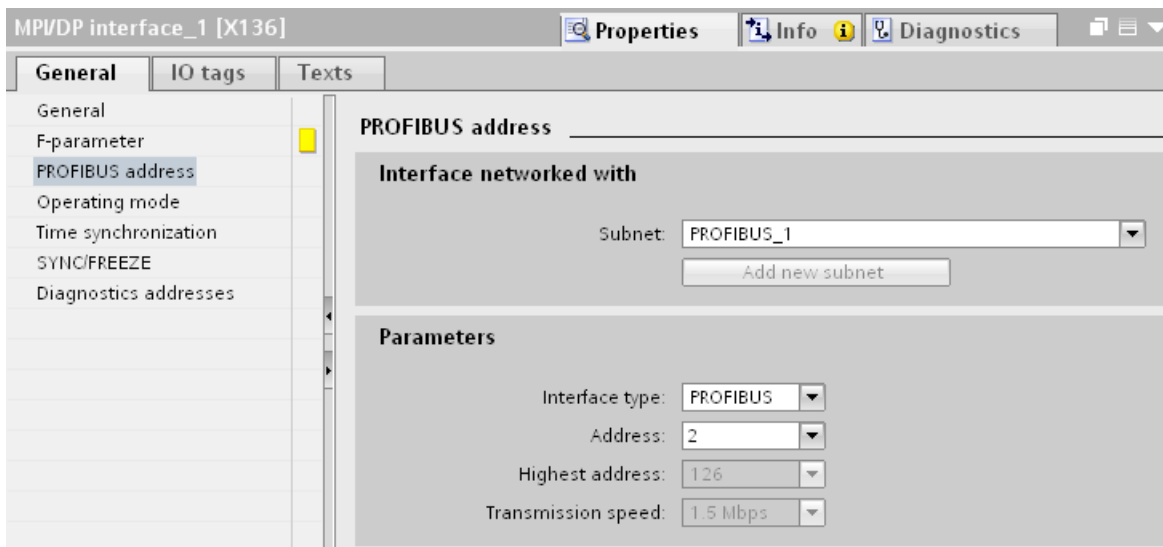 MPI/DP interface_1 [X136]
Properties
Info
Diagnostics
General
IO tags
Texts
General
F-parameter
PROFIBUS address
Operating mode
Time synchronization
SYNC/FREEZE
Diagnostics addresses
PROFIBUS address
Interface networked with
Subnet: PROFIBUS_1
Add new subnet
Parameters
Interface type: PROFIBUS
Address: 2
Highest address: 126
Transmission speed: 1.5 Mbps